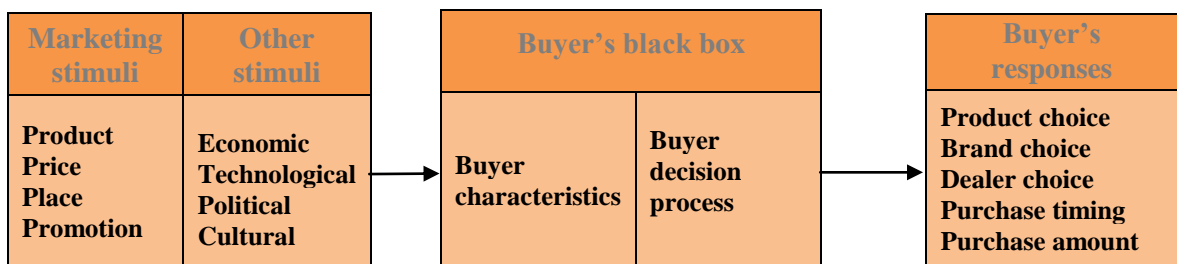 Marketing
stimuli
Other
stimuli
Buyer’s black box
Buyer’s
responses
Product
Price
Place
Promotion
Economic
Technological
Political
Cultural
Buyer
characteristics
Buyer
decision
process
Product choice
Brand choice
Dealer choice
Purchase timing
Purchase amount